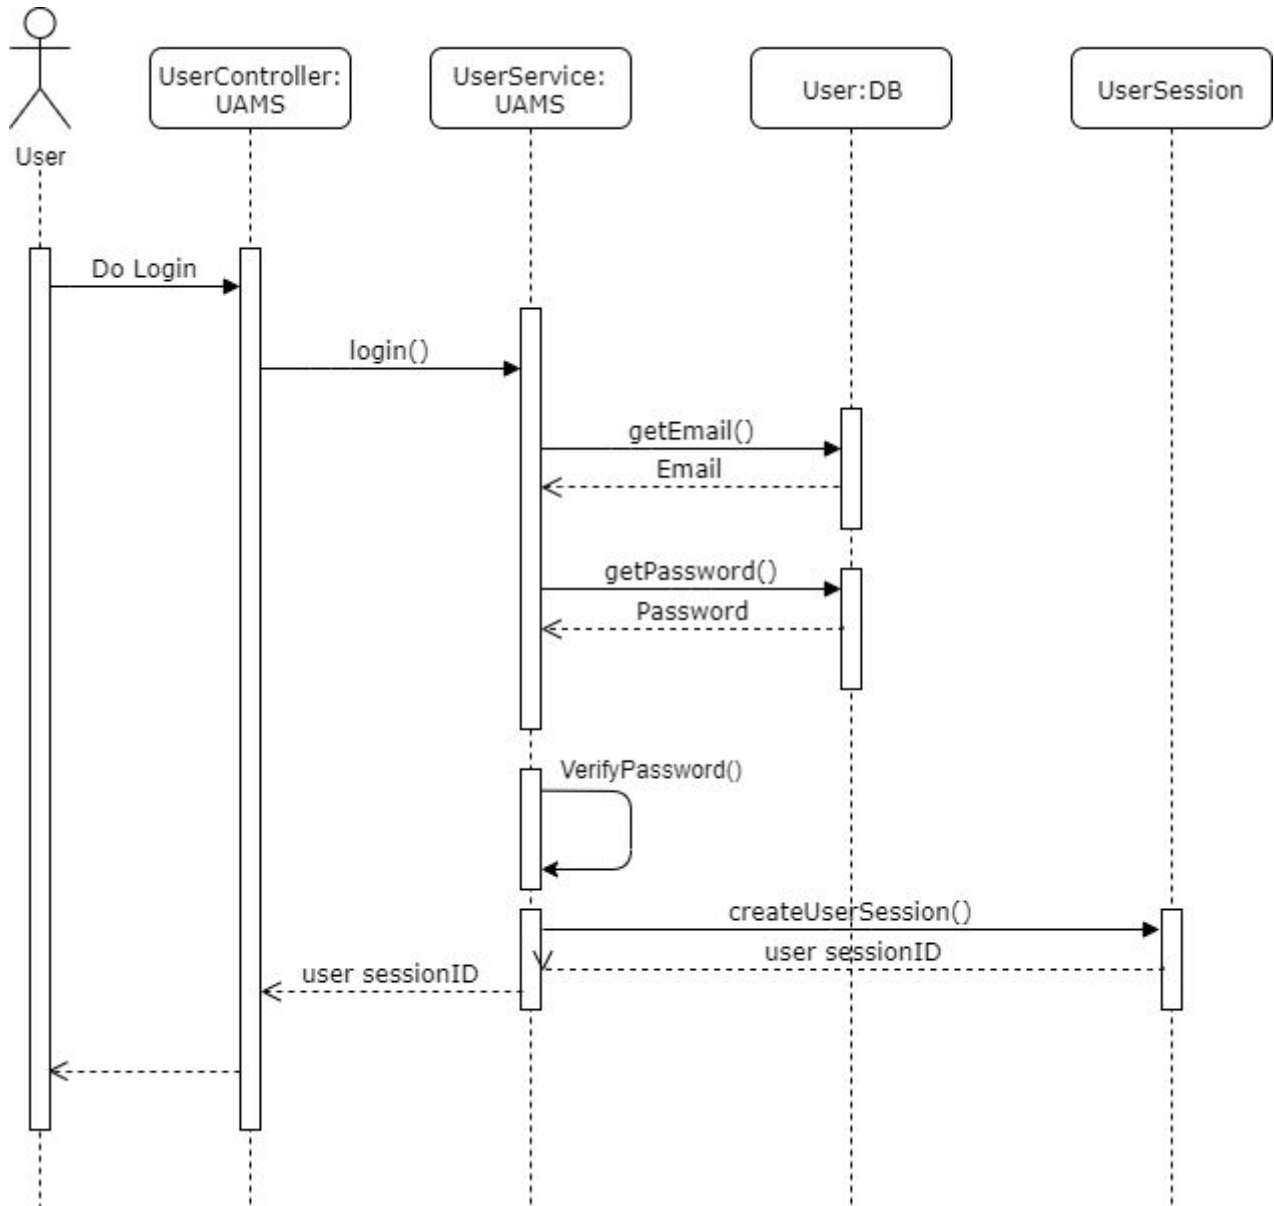 UserController:
UAMS
UserService:
UAMS
User:DB
UserSession
User
Do Login
login()
getEmail()
Email
getPassword()
Password
VerifyPassword()
createUserSession()
user sessionID
user sessionID